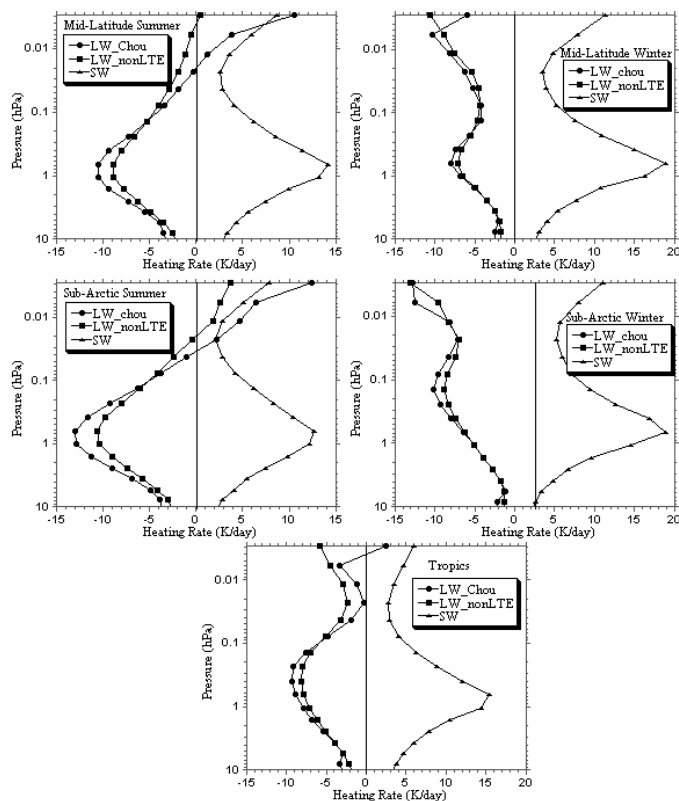 Mid-Latitude Summer
LW_Chou
LW_nonLTE
SW
0.01
0.1
1
10
Pressure (hPa)
-15 -10 -5 0 5 10 15
Heating Rate (K/day)
Mid-Latitude Winter
LW_chou
LW_nonLTE
SW
0.01
0.1
1
10
Pressure (hPa)
-15 -10 -5 0 5 10 15 20
Heating Rate (K/day)
Sub-Arctic Summer
LW_chou
LW_nonLTE
SW
0.01
0.1
1
10
Pressure (hPa)
-15 -10 -5 0 5 10 15
Heating Rate (K/day)
Sub-Arctic Winter
LW_chou
LW_nonLTE
SW
0.01
0.1
1
10
Pressure (hPa)
-15 -10 -5 0 5 10 15 20
Heating Rate (K/day)
Tropics
LW_Chou
LW_nonLTE
SW
0.01
0.1
1
10
Pressure (hPa)
-15 -10 -5 0 5 10 15 20
Heating Rate (K/day)